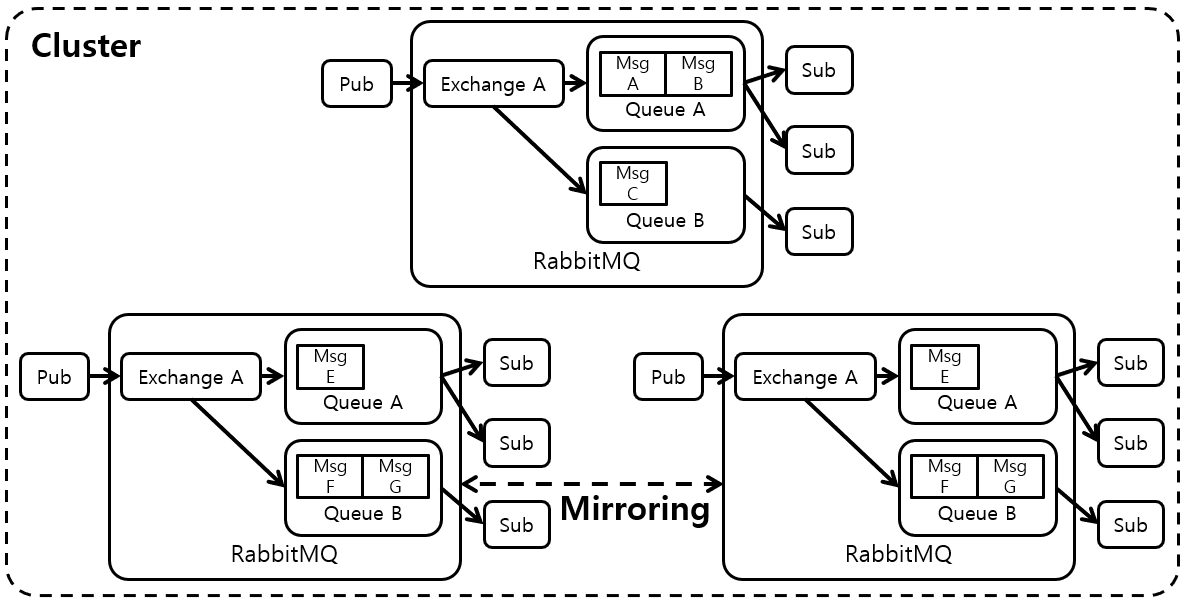 Cluster
Pub
Exchange A
Msg
A
Msg
B
Queue A
Msg
C
Queue B
RabbitMQ
Sub
Sub
Sub
Pub
Exchange A
Msg
E
Queue A
Msg
F
Msg
G
Queue B
RabbitMQ
Sub
Sub
Sub
Mirroring
Pub
Exchange A
Msg
E
Queue A
Msg
F
Msg
G
Queue B
RabbitMQ
Sub
Sub
Sub